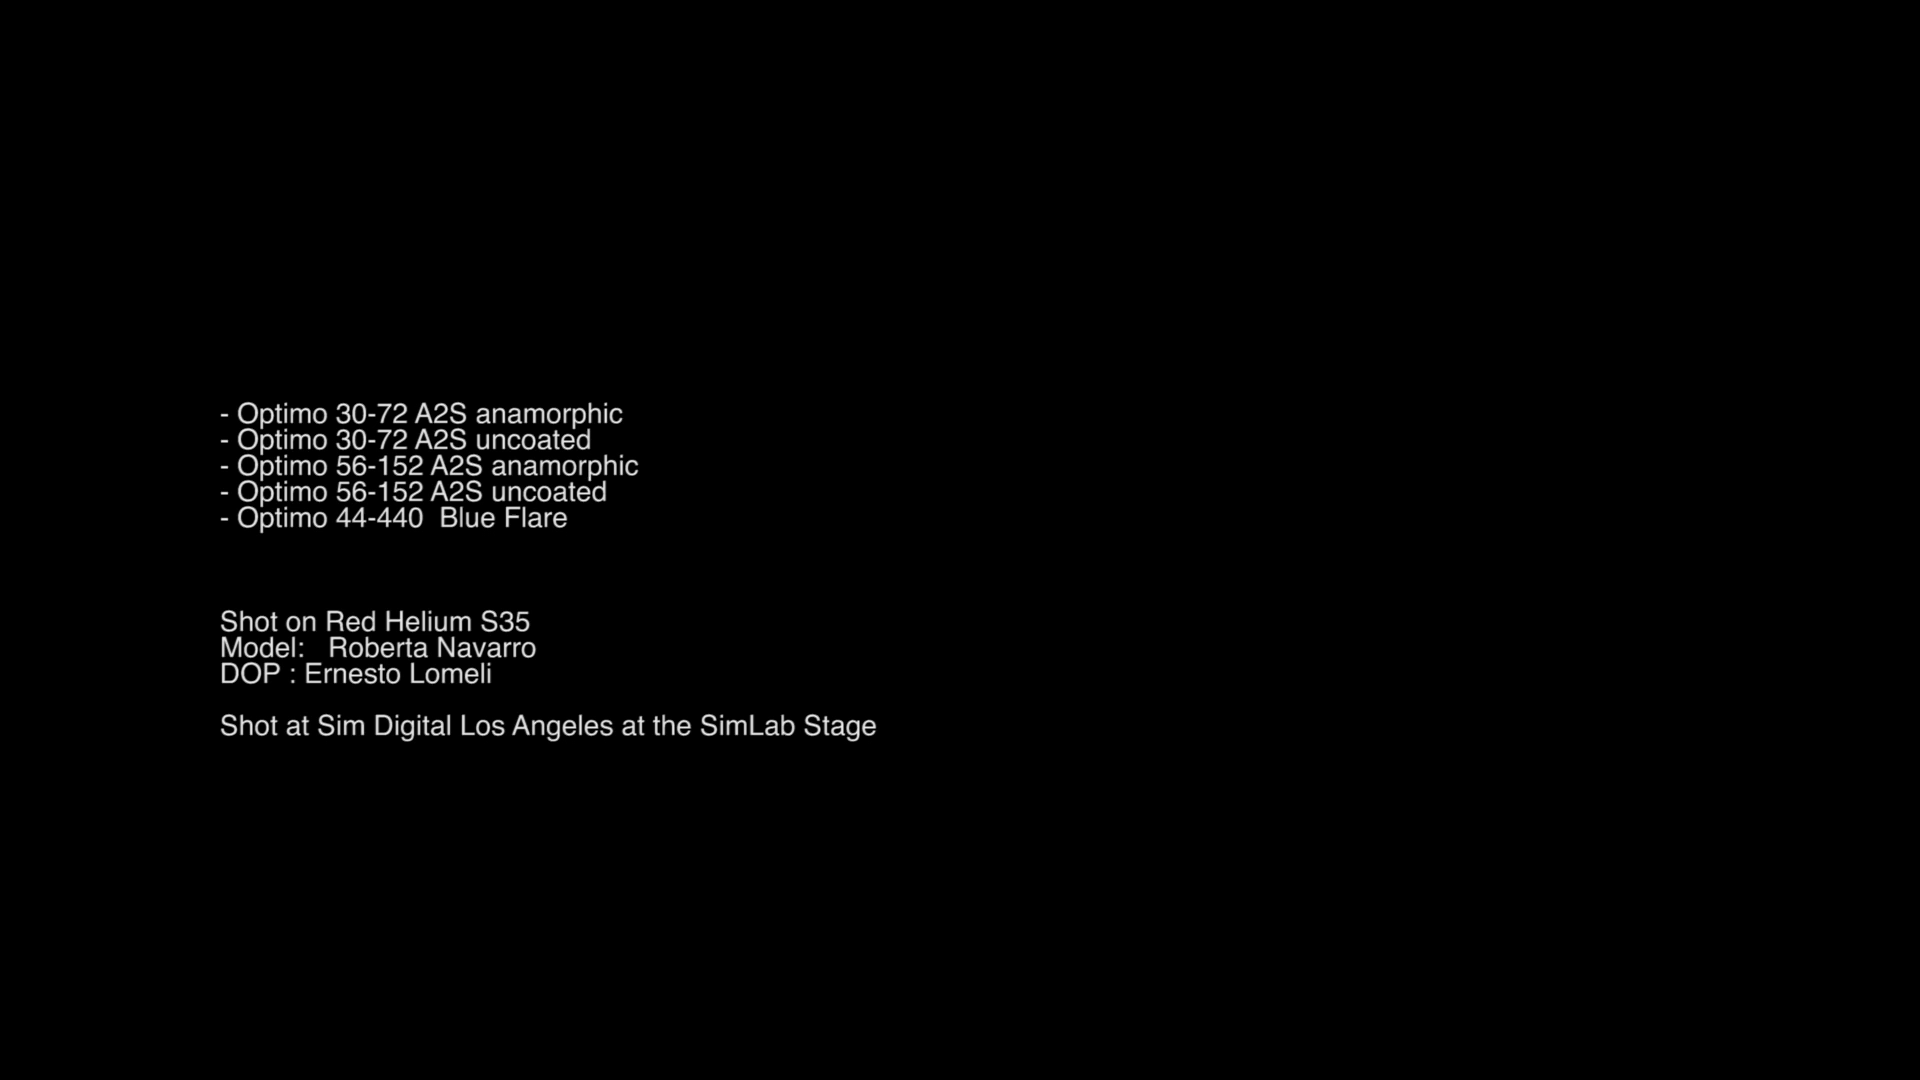 - Optimo 30-72 A2S anamorphic
- Optimo 30-72 A2S uncoated
- Optimo 56-152 A2S anamorphic
- Optimo 56-152 A2S uncoated
- Optimo 44-440  Blue Flare
Shot on Red Helium S35
Model:   Roberta Navarro
DOP : Ernesto Lomeli
Shot at Sim Digital Los Angeles at the SimLab Stage